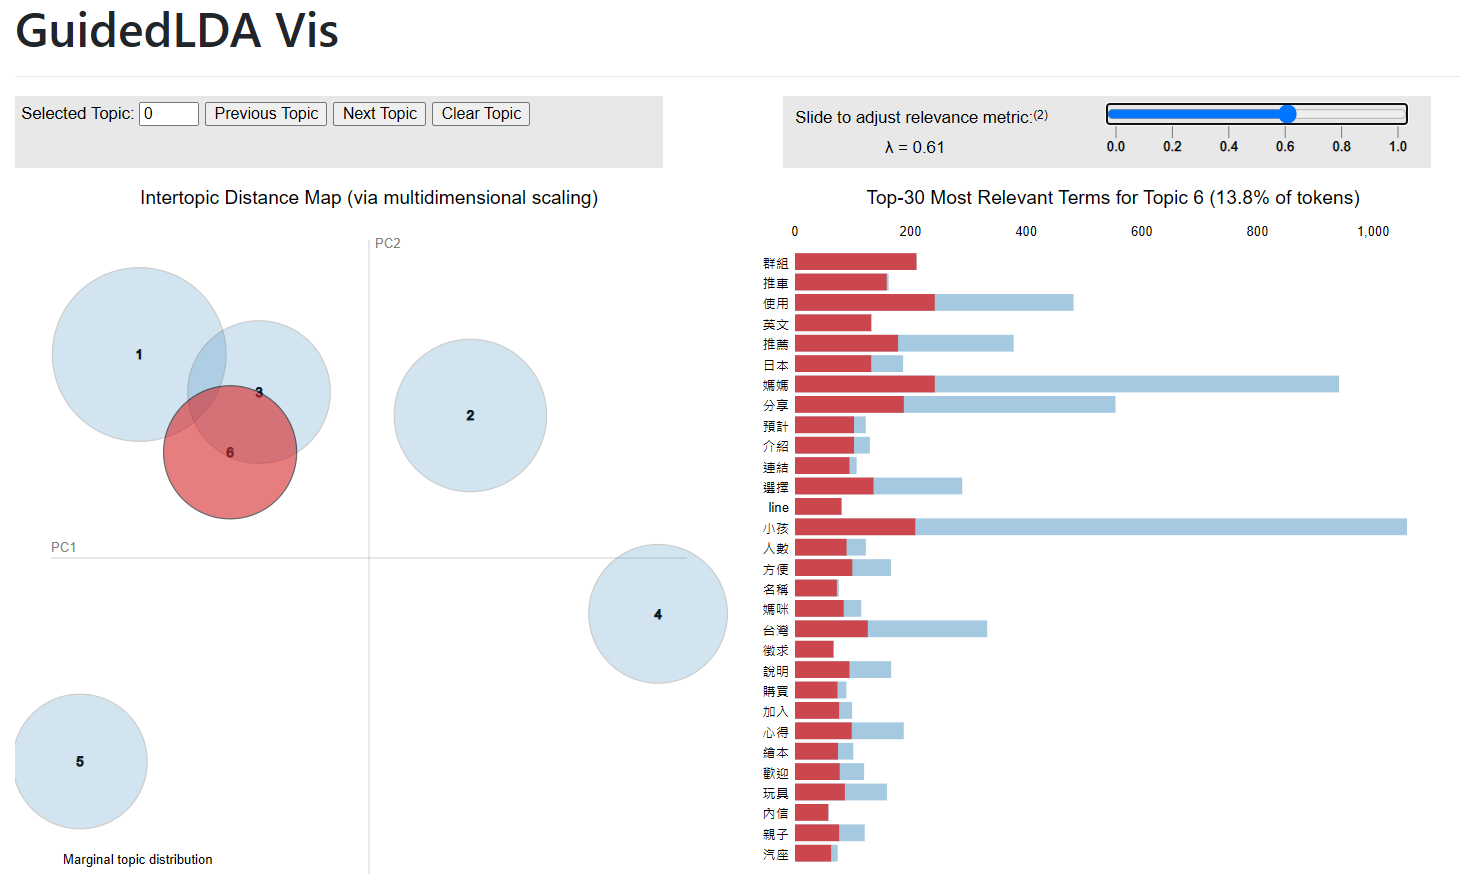 GuidedLDA Vis
Selected Topic: 0 Previous Topic Next Topic Clear Topic
Slide to adjust relevance metric:(2)
λ = 0.61
0.0 0.2 0.4 0.6 0.8 1.0
Intertopic Distance Map (via multidimensional scaling)
PC2
1
3
2
6
PC1
4
5
Marginal topic distribution
Top-30 Most Relevant Terms for Topic 6 (13.8% of tokens)
0 200 400 600 800 1,000
群組
推車
使用
英文
推薦
日本
媽媽
分享
預計
介紹
連結
選擇
line
小孩
人數
方便
名稱
媽咪
台灣
徵求
說明
購買
加入
心得
繪本
歡迎
玩具
內信
親子
汽座